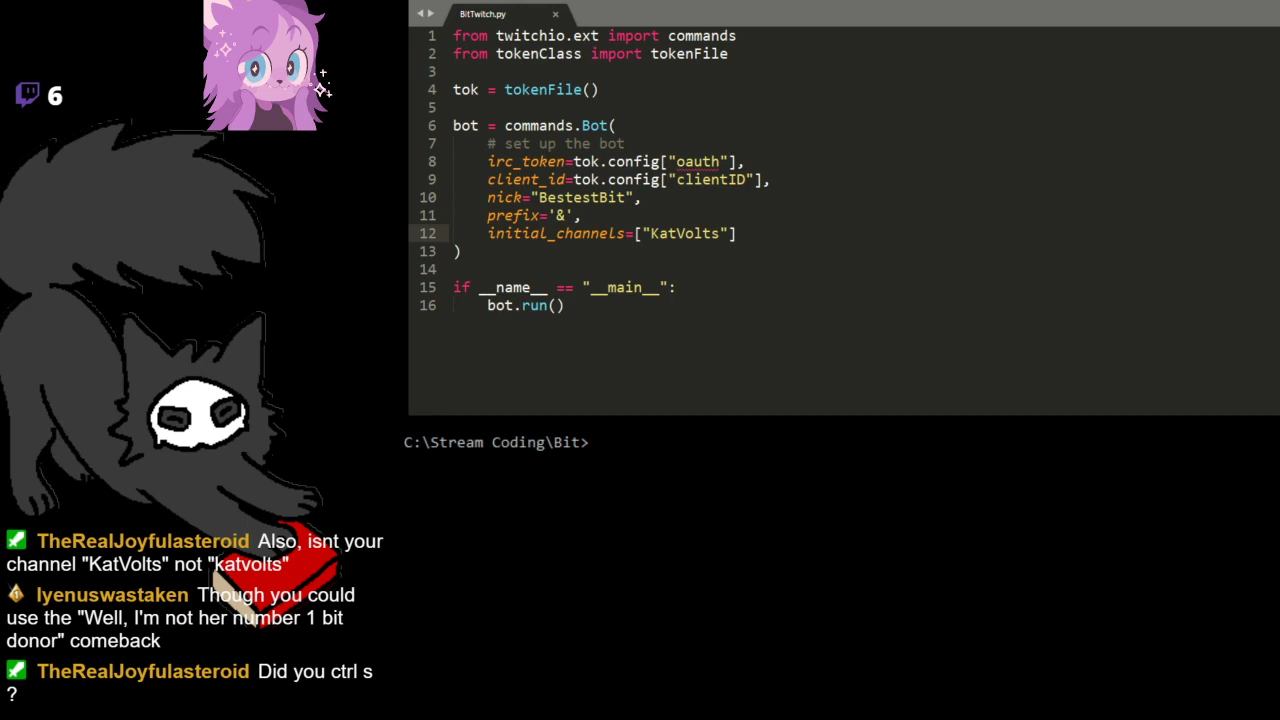 6
BitTwitch.py
1 from twitchio.ext import commands
2 from tokenClass import tokenFile
3
4 tok = tokenFile()
5
6 bot = commands.Bot(
7 # set up the bot
8 irc_token=tok.config["oauth"],
9 client_id=tok.config["clientID"],
10 nick="BestestBit",
11 prefix='&',
12 initial_channels=["KatVolts"]
13 )
14
15 if __name__ == "__main__":
16 bot.run()
C:\Stream Coding\Bit>
TheRealJoyfulasteroid Also, isnt your
channel "KatVolts" not "katvolts"
lyenuswastaken Though you could
use the "Well, I'm not her number 1 bit
donor" comeback
TheRealJoyfulasteroid Did you ctrl s
?